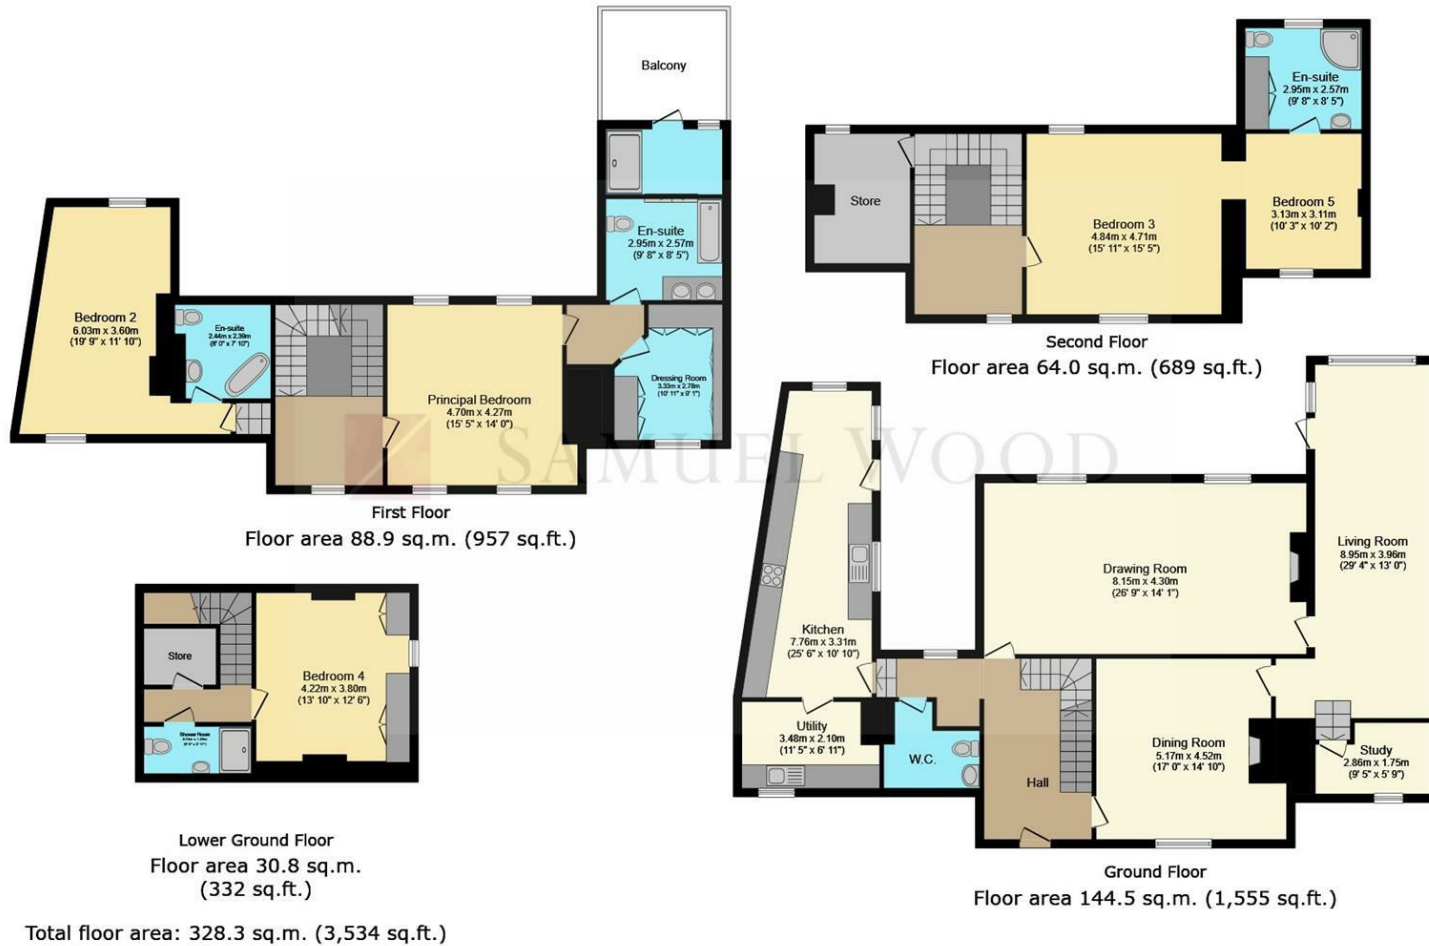 Balcony
En-suite
2.95m x 2.57m
(9' 8" x 8' 5")
Bedroom 2
6.03m x 3.60m
(19' 9" x 11' 10")
En-suite
2.44m x 2.39m
(8' 0" x 7' 10")
Principal Bedroom
4.70m x 4.27m
(15' 5" x 14' 0")
Dressing Room
3.33m x 2.78m
(10' 11" x 9' 1")
First Floor
Floor area 88.9 sq.m. (957 sq.ft.)
En-suite
2.95m x 2.57m
(9' 8" x 8' 5")
Store
Bedroom 3
4.84m x 4.71m
(15' 11" x 15' 5")
Bedroom 5
3.13m x 3.11m
(10' 3" x 10' 2")
Second Floor
Floor area 64.0 sq.m. (689 sq.ft.)
SAMUEL WOOD
Store
Bedroom 4
4.22m x 3.80m
(13' 10" x 12' 6")
Shower Room
Lower Ground Floor
Floor area 30.8 sq.m.
(332 sq.ft.)
Drawing Room
8.15m x 4.30m
(26' 9" x 14' 1")
Living Room
8.95m x 3.96m
(29' 4" x 13' 0")
Kitchen
7.76m x 3.31m
(25' 6" x 10' 10")
Utility
3.48m x 2.10m
(11' 5" x 6' 11")
W.C.
Hall
Dining Room
5.17m x 4.52m
(17' 0" x 14' 10")
Study
2.86m x 1.75m
(9' 5" x 5' 9")
Ground Floor
Floor area 144.5 sq.m. (1,555 sq.ft.)
Total floor area: 328.3 sq.m. (3,534 sq.ft.)